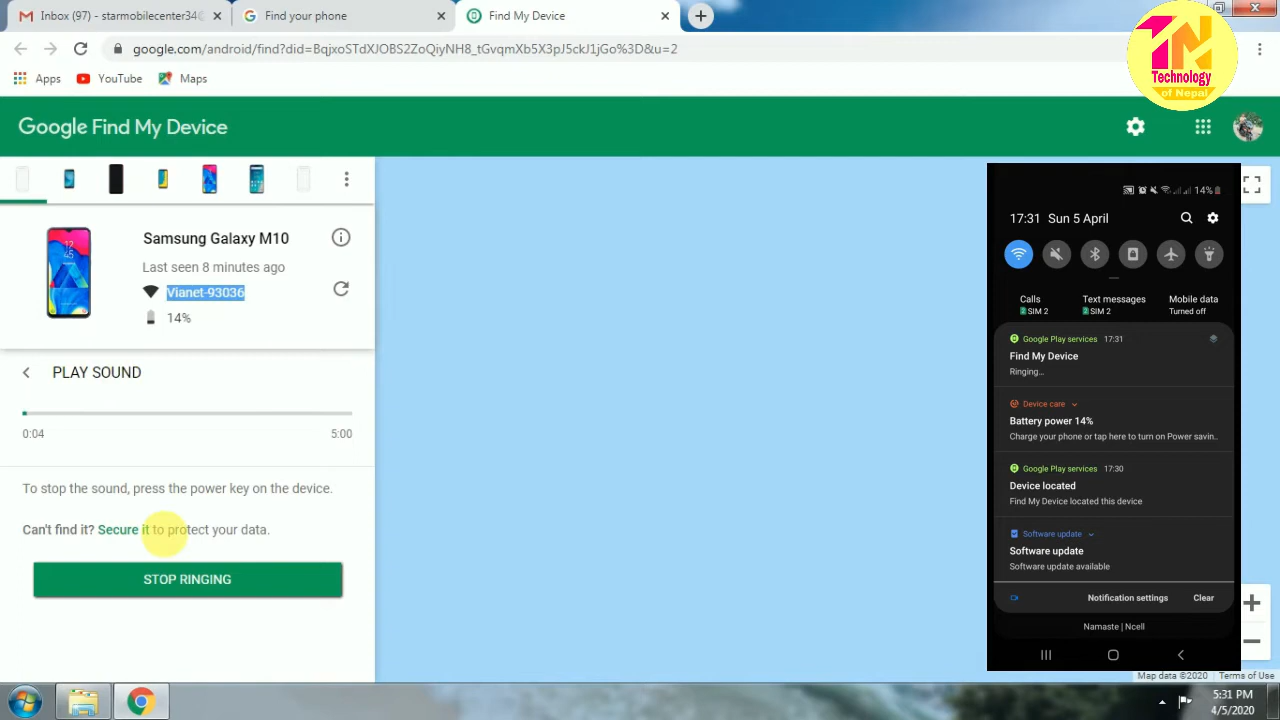 Inbox (97) - starmobilecenter34(
Find your phone
Find My Device
google.com/android/find?did=BqjxoSTdXJOBS2ZoQiyNH8_tGvqmXb5X3pJ5ckJ1jGo%3D&u=2
Apps
YouTube
Maps
TN
Technology
of Nepal
Google Find My Device
Samsung Galaxy M10
Last seen 8 minutes ago
Vianet-93036
14%
PLAY SOUND
0:04
5:00
To stop the sound, press the power key on the device.
Can't find it? Secure it to protect your data.
STOP RINGING
14%
17:31 Sun 5 April
Calls
Text messages
Mobile data
2 SIM 2
2 SIM 2
Turned off
Google Play services 17:31
Find My Device
Ringing...
Device care
Battery power 14%
Charge your phone or tap here to turn on Power savin..
Google Play services 17:30
Device located
Find My Device located this device
Software update
Software update
Software update available
Notification settings
Clear
Namaste | Ncell
Map data ©2020
Terms of Use
5:31 PM
4/5/2020